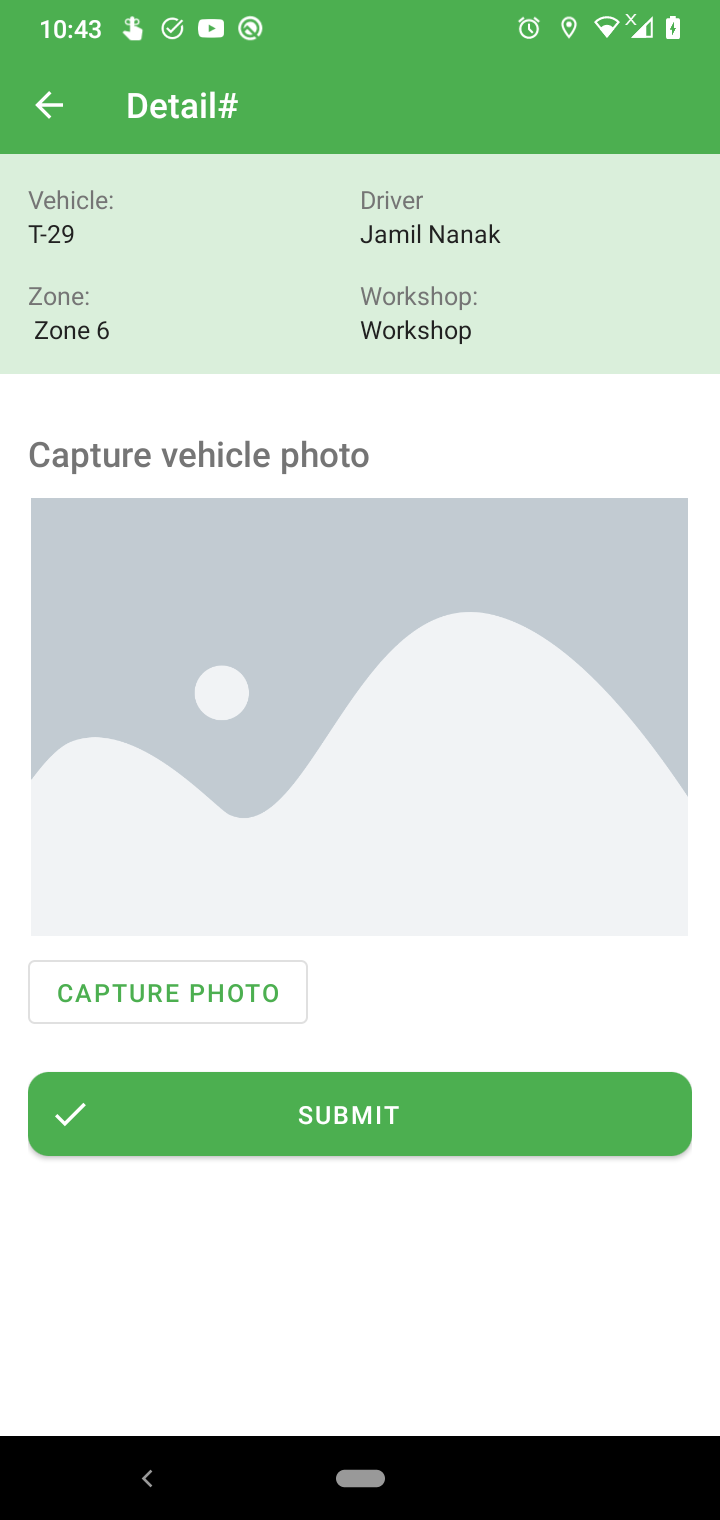 10:43
Detail#
Vehicle: Driver
T-29 Jamil Nanak
Zone: Workshop:
Zone 6 Workshop
Capture vehicle photo
CAPTURE PHOTO
SUBMIT